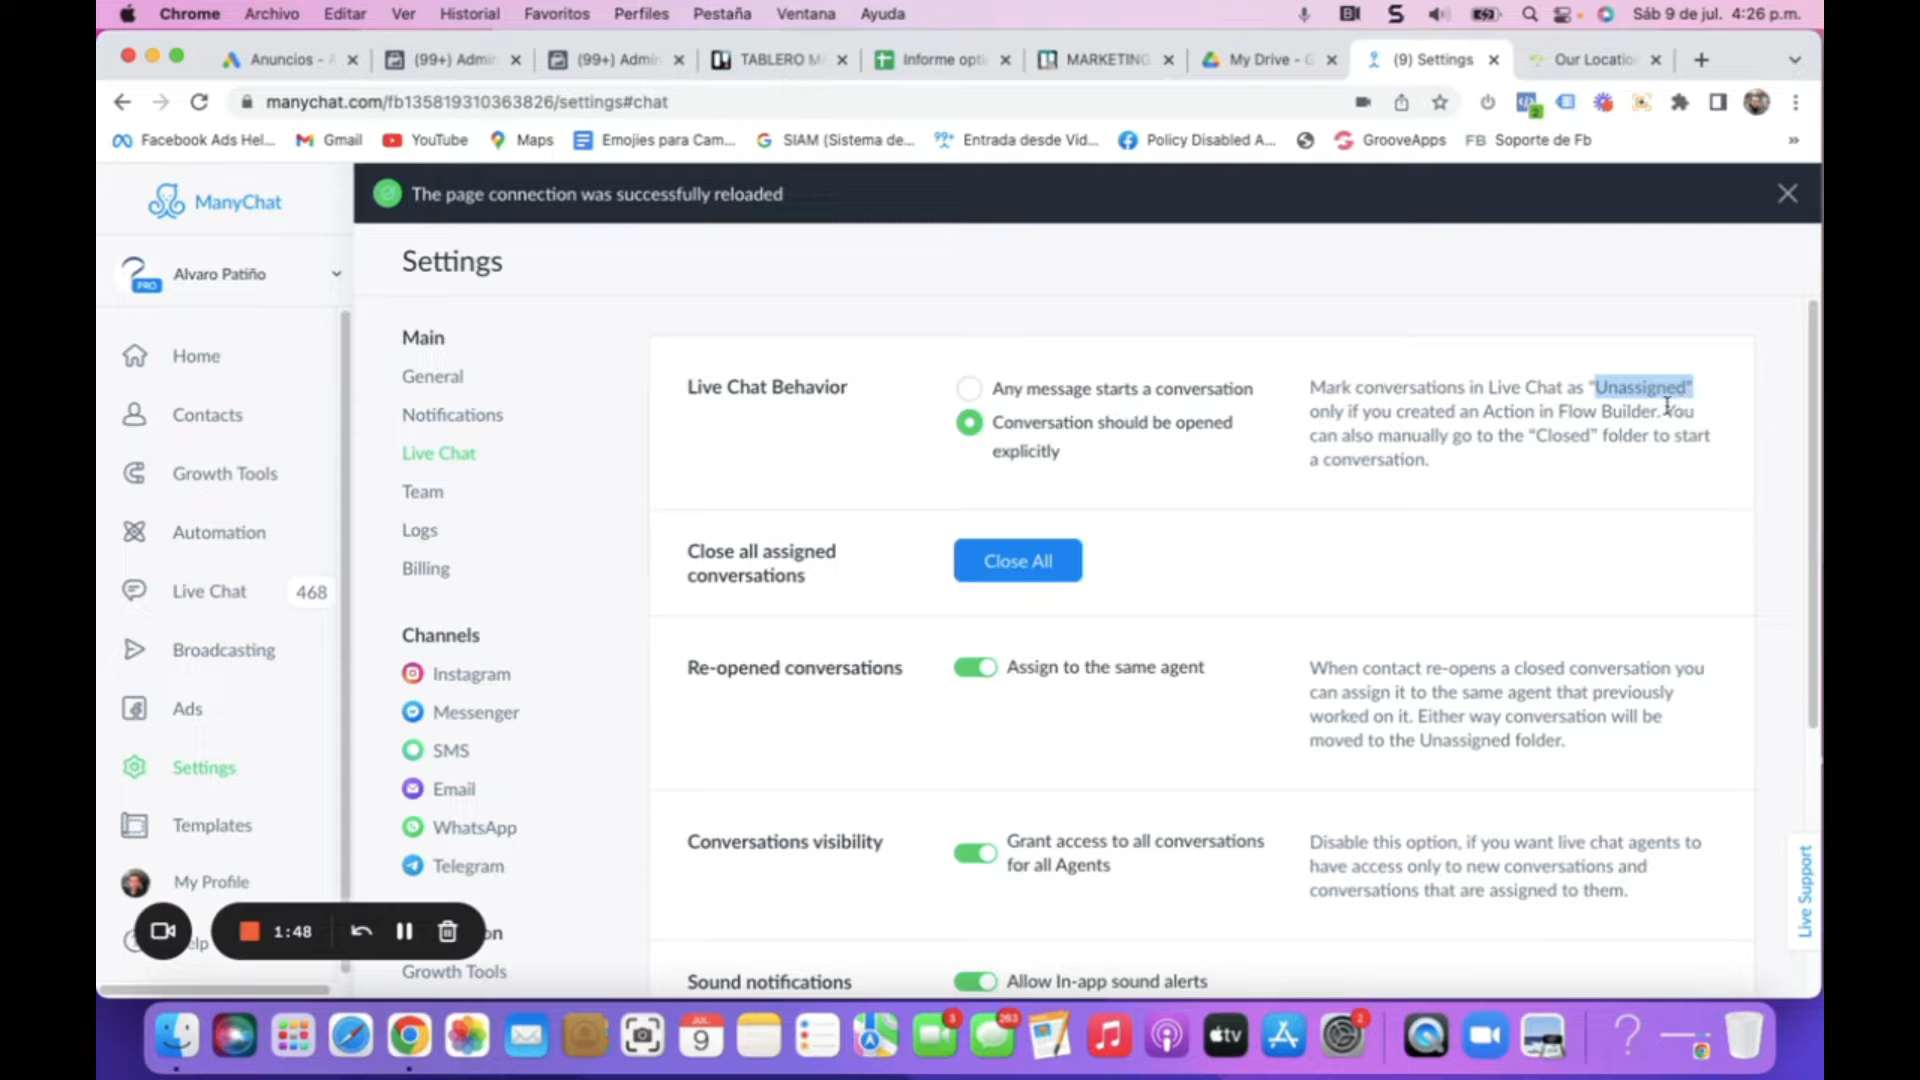 Chrome Archivo Editar Ver Historial Favoritos Perfiles Pestaña Ventana Ayuda Sáb 9 de jul. 4:26 p.m.
Anuncios - (99+) Admin (99+) Admin TABLERO M Informe opti MARKETING My Drive - G (9) Settings Our Locatio
manychat.com/fb135819310363826/settings#chat
2
Facebook Ads Hel... Gmail YouTube Maps Emojies para Cam... SIAM (Sistema de... 99+ Entrada desde Vid... Policy Disabled A... GrooveApps FB Soporte de Fb »
ManyChat
The page connection was successfully reloaded
PRO Alvaro Patiño
Home
Contacts
Growth Tools
Automation
Live Chat 468
Broadcasting
Ads
Settings
Templates
My Profile
elp
1:48
Settings
Main
General
Notifications
Live Chat
Team
Logs
Billing
Channels
Instagram
Messenger
SMS
Email
WhatsApp
Telegram
on
Growth Tools
Live Chat Behavior
Any message starts a conversation
Conversation should be opened
explicitly
Mark conversations in Live Chat as "Unassigned"
only if you created an Action in Flow Builder. You
can also manually go to the “Closed” folder to start
a conversation.
Close all assigned
conversations
Close All
Re-opened conversations
Assign to the same agent
When contact re-opens a closed conversation you
can assign it to the same agent that previously
worked on it. Either way conversation will be
moved to the Unassigned folder.
Conversations visibility
Grant access to all conversations
for all Agents
Disable this option, if you want live chat agents to
have access only to new conversations and
conversations that are assigned to them.
Sound notifications
Allow In-app sound alerts
Live Support
JUL. 9 3 263 tv 2